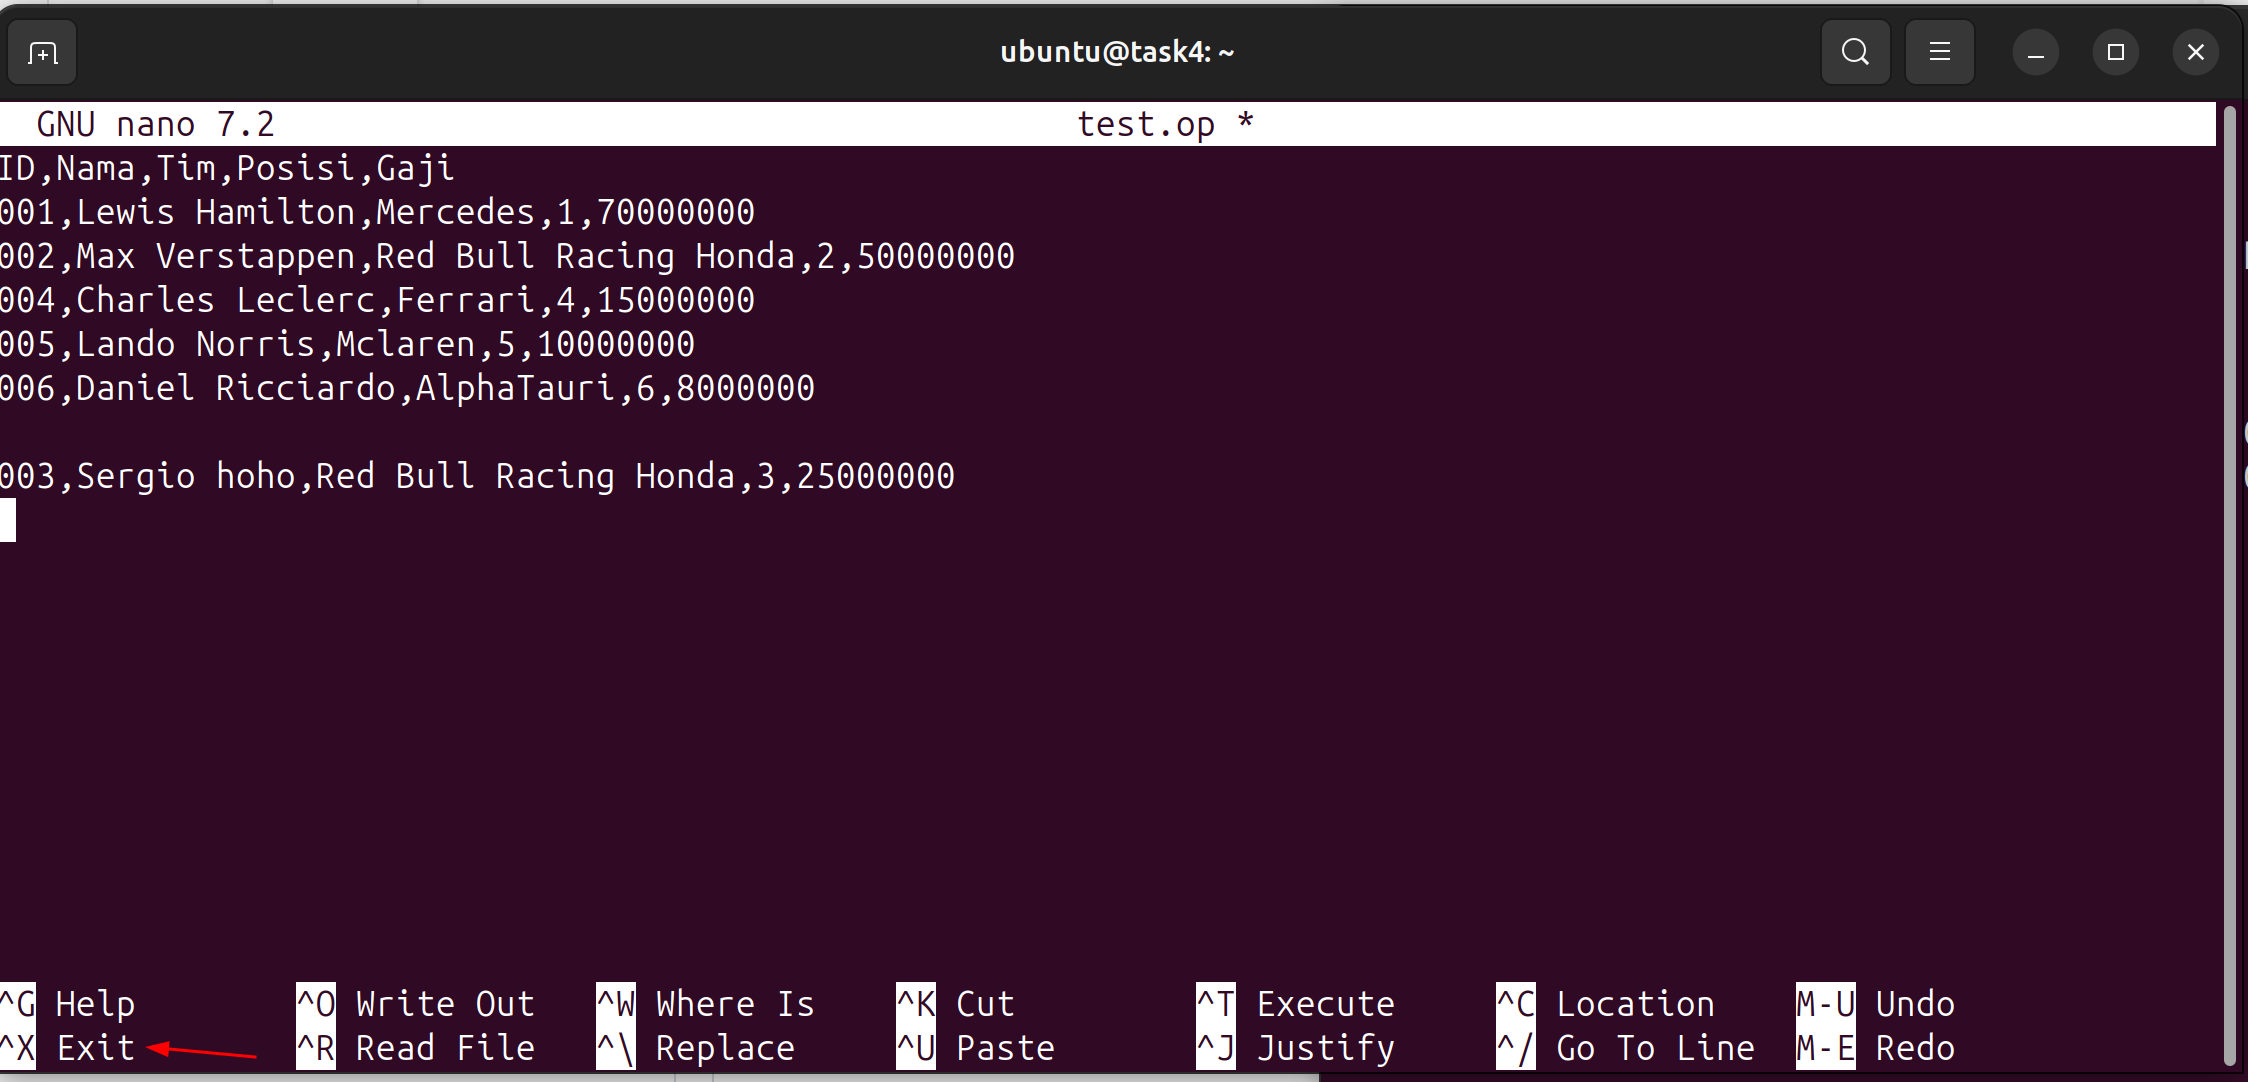 ubuntu@task4: ~
GNU nano 7.2 test.op *
ID,Nama,Tim,Posisi,Gaji
001,Lewis Hamilton,Mercedes,1,70000000
002,Max Verstappen,Red Bull Racing Honda,2,50000000
004,Charles Leclerc,Ferrari,4,15000000
005,Lando Norris,Mclaren,5,10000000
006,Daniel Ricciardo,AlphaTauri,6,8000000
003,Sergio hoho,Red Bull Racing Honda,3,25000000
^G Help ^O Write Out ^W Where Is ^K Cut ^T Execute ^C Location M-U Undo
^X Exit ^R Read File ^\ Replace ^U Paste ^J Justify ^/ Go To Line M-E Redo